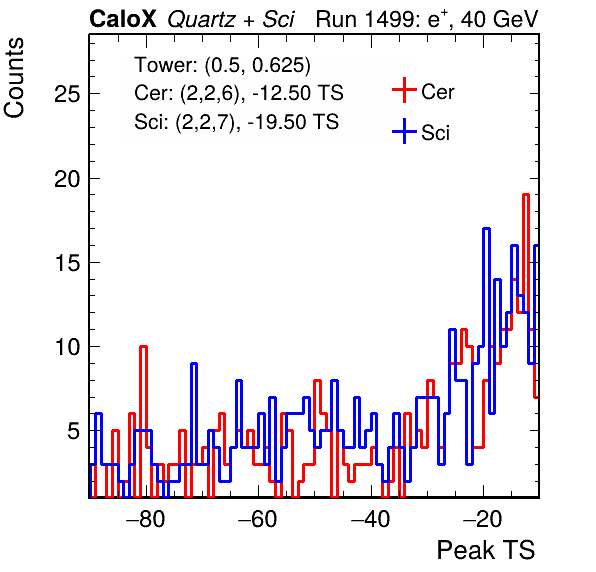 CaloX Quartz + Sci Run 1499: e+, 40 GeV
Counts
Tower: (0.5, 0.625)
Cer: (2,2,6), -12.50 TS
Sci: (2,2,7), -19.50 TS
Cer
Sci
25
20
15
10
5
−80 −60 −40 −20
Peak TS